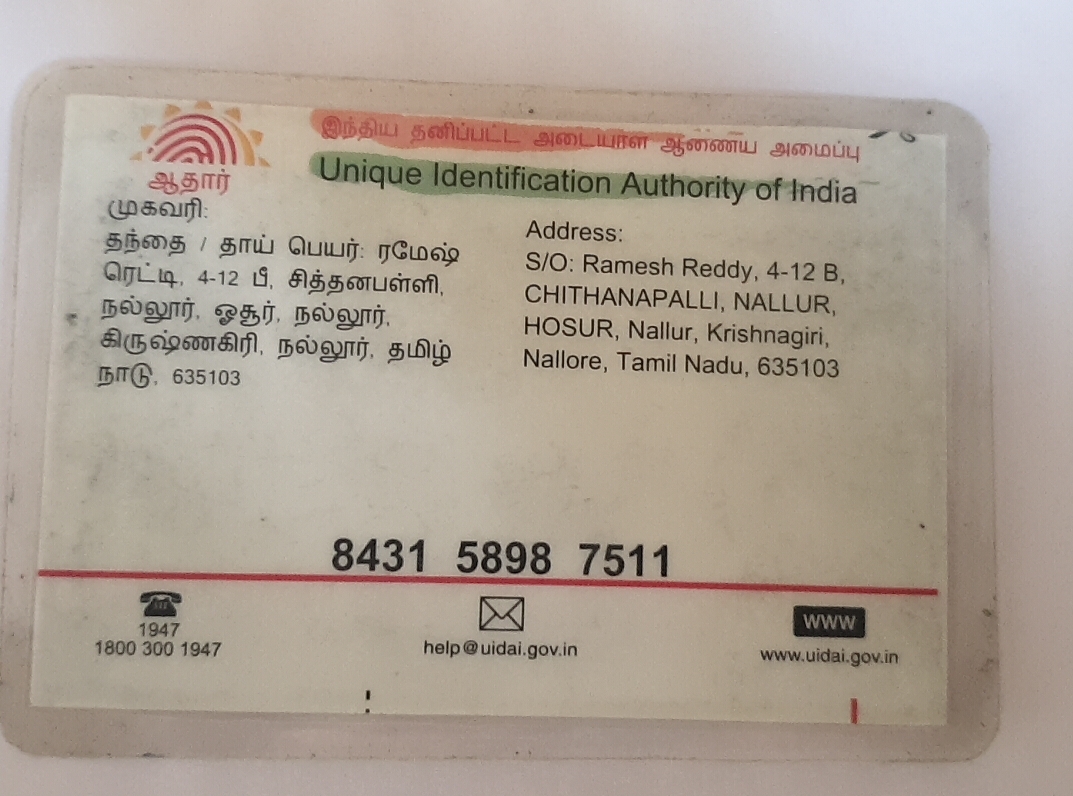 இந்திய தனிப்பட்ட அடையாள ஆணைய அமைப்பு
Unique Identification Authority of India
ஆதார்
முகவரி:
தந்தை / தாய் பெயர்: ரமேஷ்
ரெட்டி, 4-12 பீ, சித்தனபள்ளி,
நல்லூர், ஓசூர், நல்லூர்,
கிருஷ்ணகிரி, நல்லூர், தமிழ்
நாடு, 635103
Address:
S/O: Ramesh Reddy, 4-12 B,
CHITHANAPALLI, NALLUR,
HOSUR, Nallur, Krishnagiri,
Nallore, Tamil Nadu, 635103
8431 5898 7511
1947
1800 300 1947
help@uidai.gov.in
WWW
www.uidai.gov.in